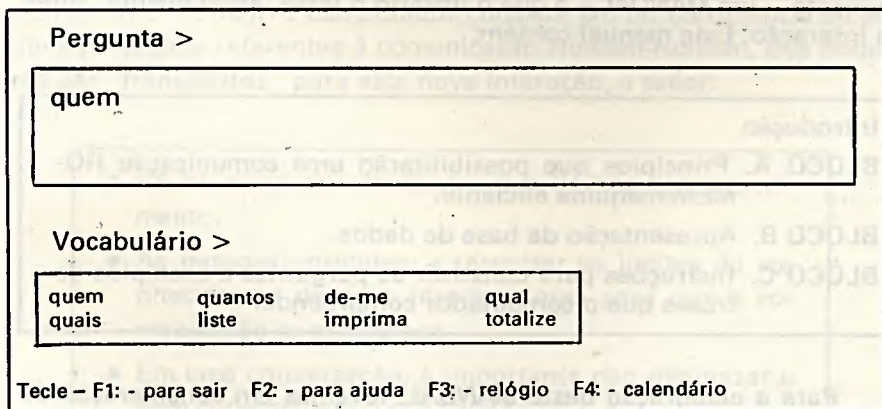 Pergunta >
quem
Vocabulário >
quem quantos de-me qual
quais liste imprima totalize
Tecle – F1: - para sair F2: - para ajuda F3: - relógio F4: - calendário